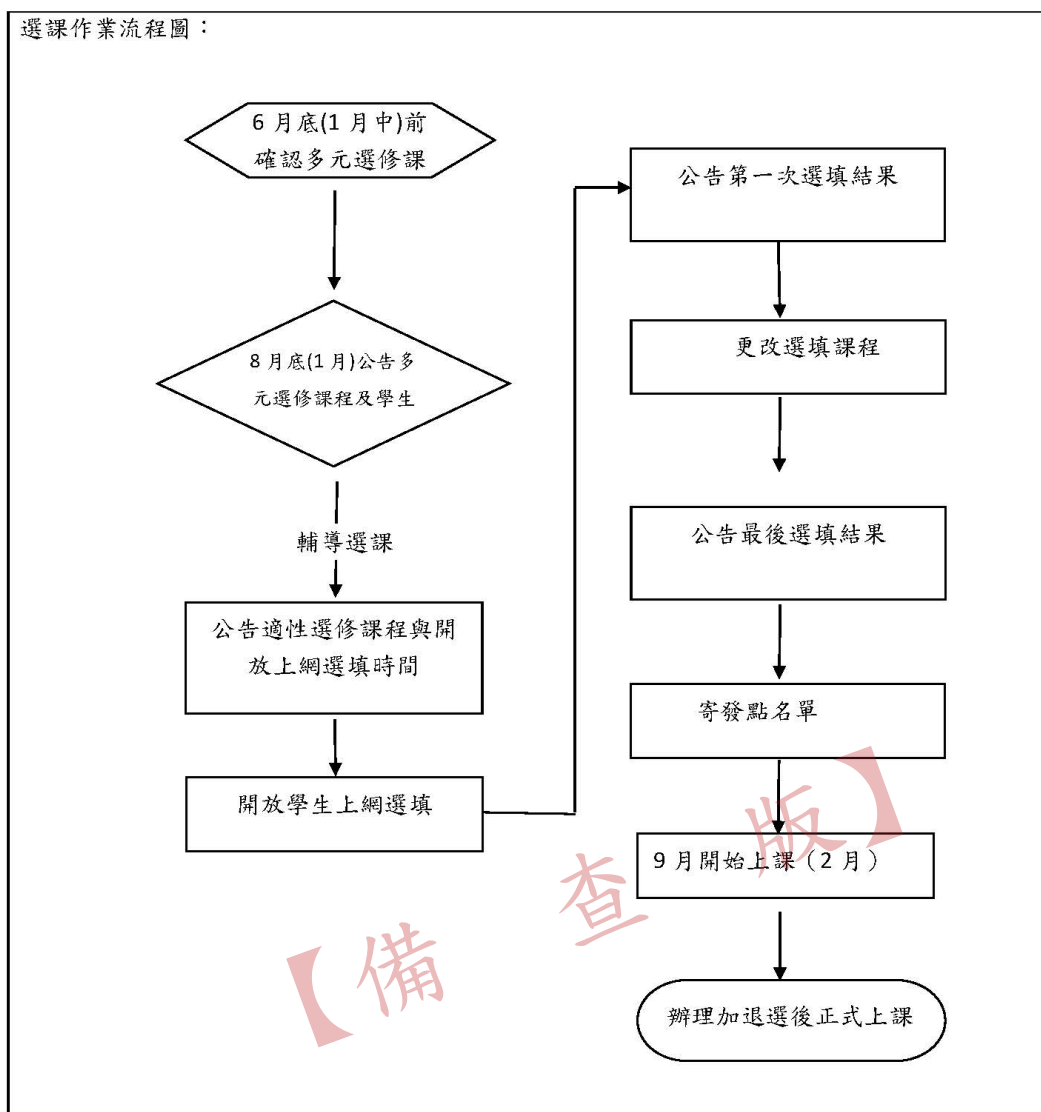 選課作業流程圖：
6 月底(1 月中)前
確認多元選修課
8 月底(1 月)公告多
元選修課程及學生
輔導選課
公告適性選修課程與開
放上網選填時間
開放學生上網選填
公告第一次選填結果
更改選填課程
公告最後選填結果
寄發點名單
9 月開始上課（2 月）
辦理加退選後正式上課
【備查版】